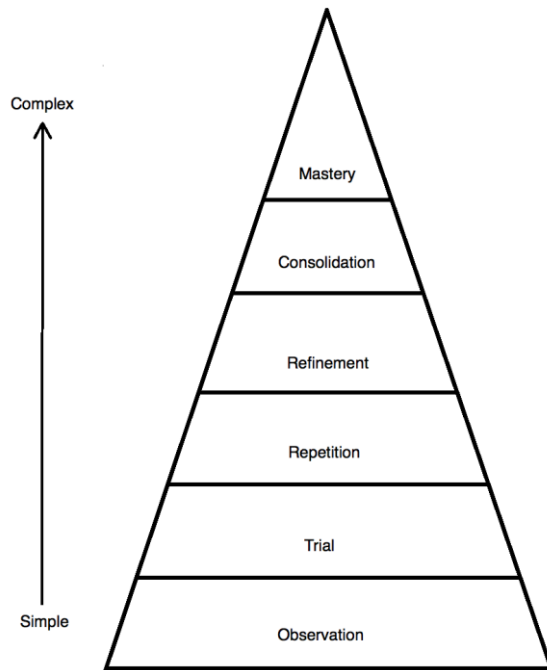 Complex
Mastery
Consolidation
Refinement
Repetition
Trial
Simple
Observation